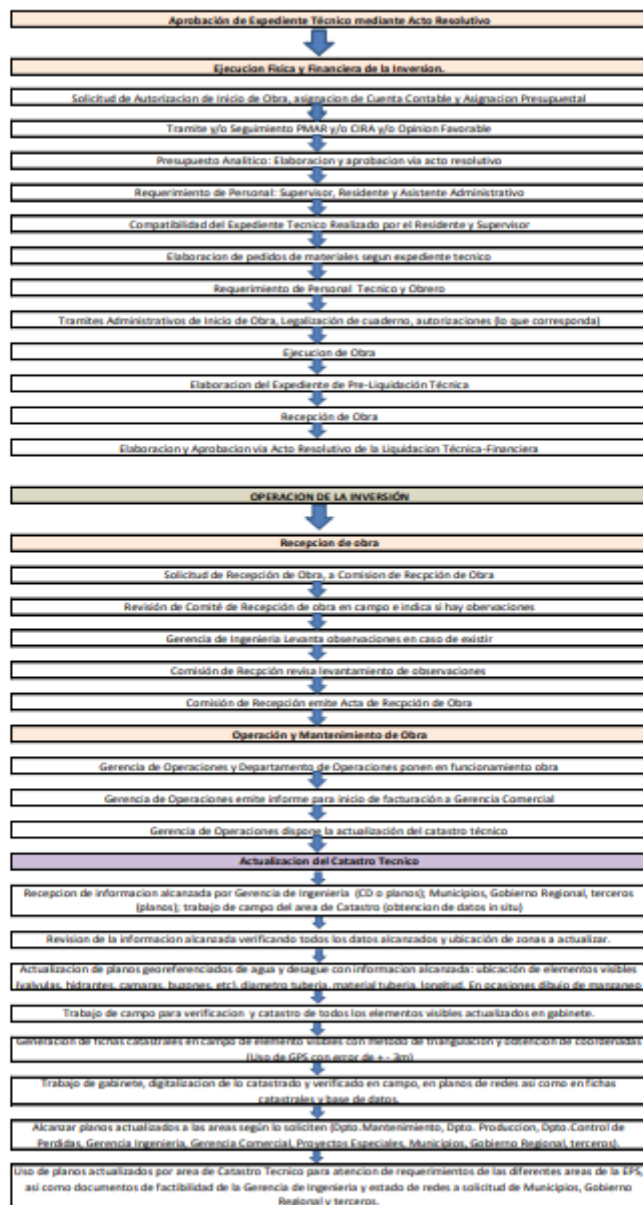 Aprobación de Expediente Técnico mediante Acto Resolutivo
Ejecucion Fisica y Financiera de la Inversion.
Solicitud de Autorizacion de Inicio de Obra, asignacion de Cuenta Contable y Asignacion Presupuestal
Tramite y/o Seguimiento PMAR y/o CIRA y/o Opinion Favorable
Presupuesto Analitico: Elaboracion y aprobacion via acto resolutivo
Requerimiento de Personal: Supervisor, Residente y Asistente Administrativo
Compatibilidad del Expediente Tecnico Realizado por el Residente y Supervisor
Elaboracion de pedidos de materiales segun expediente tecnico
Requerimiento de Personal Tecnico y Obrero
Tramites Administrativos de Inicio de Obra, Legalización de cuaderno, autorizaciones (lo que corresponda)
Ejecucion de Obra
Elaboracion del Expediente de Pre-Liquidación Técnica
Recepción de Obra
Elaboracion y Aprobacion via Acto Resolutivo de la Liquidacion Técnica-Financiera
OPERACION DE LA INVERSIÓN
Recepcion de obra
Solicitud de Recepción de Obra, a Comision de Recpción de Obra
Revisión de Comité de Recepción de obra en campo e indica si hay obervaciones
Gerencia de Ingenieria Levanta observaciones en caso de existir
Comisión de Recpción revisa levantamiento de observaciones
Comisión de Recepción emite Acta de Recpción de Obra
Operación y Mantenimiento de Obra
Gerencia de Operaciones y Departamento de Operaciones ponen en funcionamiento obra
Gerencia de Operaciones emite informe para inicio de facturación a Gerencia Comercial
Gerencia de Operaciones dispone la actualización del catastro técnico
Actualizacion del Catastro Tecnico
Recepcion de informacion alcanzada por Gerencia de Ingenieria (CD o planos); Municipios, Gobierno Regional, terceros
(planos); trabajo de campo del area de Catastro (obtencion de datos in situ)
Revision de la informacion alcanzada verificando todos los datos alcanzados y ubicación de zonas a actualizar.
Actualizacion de planos georeferenciados de agua y desague con informacion alcanzada: ubicación de elementos visibles
(valvulas, hidrantes, camaras, buzones, etc), diametro tuberia, material tuberia, longitud. En ocasiones dibujo de manzaneo
Trabajo de campo para verificacion y catastro de todos los elementos visibles actualizados en gabinete.
Generacion de fichas catastrales en campo de elemento visibles con metodo de triangulación y obtencion de coordenadas
(Uso de GPS con error de + - 3m)
Trabajo de gabinete, digitalizacion de lo catastrado y verificado en campo, en planos de redes asi como en fichas
catastrales y base de datos.
Alcanzar planos actualizados a las areas según lo soliciten (Dpto.Mantenimiento, Dpto. Produccion, Dpto.Control de
Perdidas, Gerencia Ingenieria, Gerencia Comercial, Proyectos Especiales, Municipios, Gobierno Regional, terceros).
Uso de planos actualizados por area de Catastro Tecnico para atencion de requerimientos de las diferentes areas de la EPS,
asi como documentos de factibilidad de la Gerencia de Ingenieria y estado de redes a solicitud de Municipios, Gobierno
Regional y terceros.